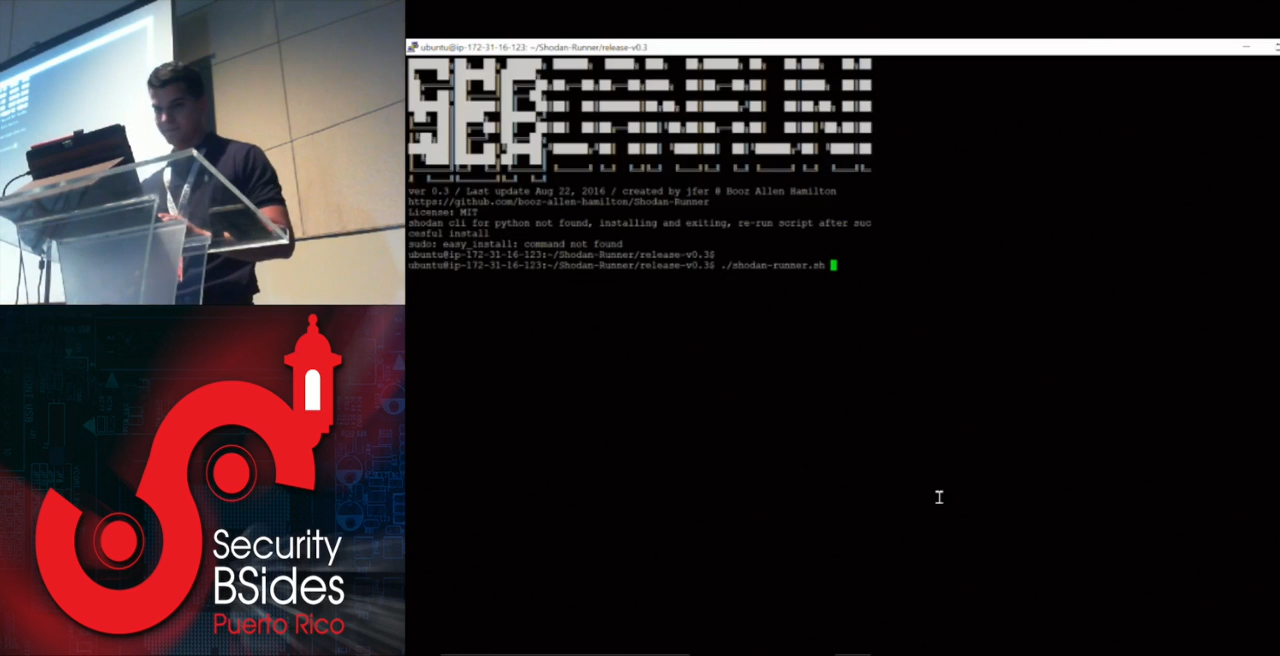 ubuntu@ip-172-31-16-123: ~/Shodan-Runner/release-v0.3
ver 0.3 / Last update Aug 22, 2016 / created by jfer @ Booz Allen Hamilton
https://github.com/booz-allen-hamilton/Shodan-Runner
License: MIT
shodan cli for python not found, installing and exiting, re-run script after suc
cesful install
sudo: easy_install: command not found
ubuntu@ip-172-31-16-123:~/Shodan-Runner/release-v0.3$
ubuntu@ip-172-31-16-123:~/Shodan-Runner/release-v0.3$ ./shodan-runner.sh
Security
BSides
Puerto Rico